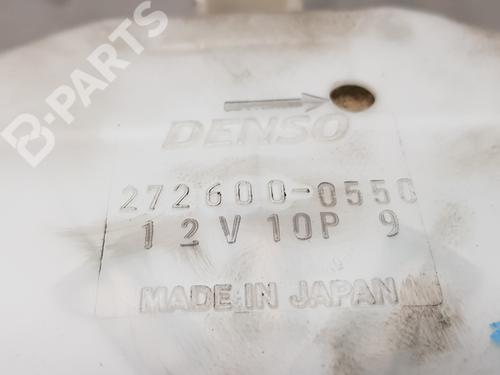 B-PARTS
DENSO
272600-0550
12V 10P 9
MADE IN JAPAN